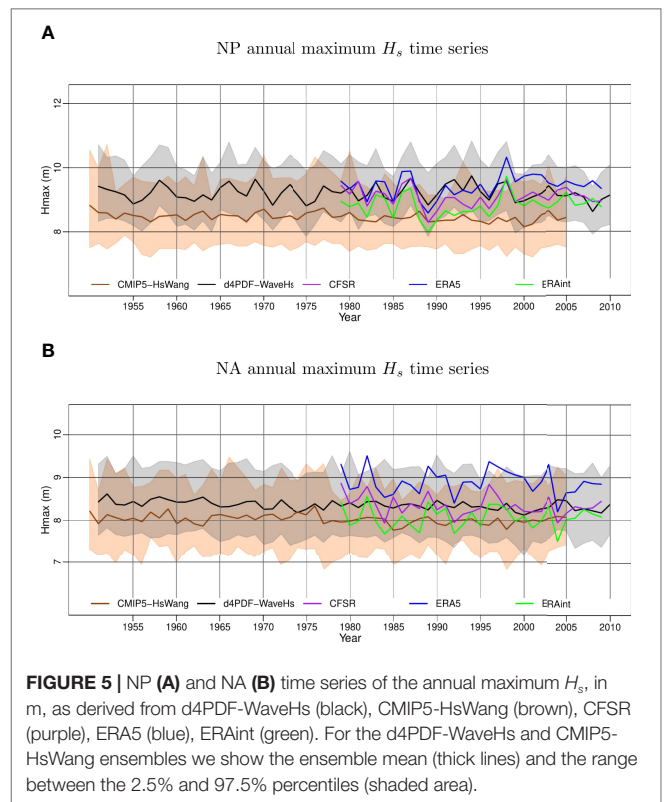 A
NP annual maximum Hs time series
12
10
8
Hmax (m)
CMIP5-HsWang d4PDF-WaveHs CFSR ERA5 ERAint
1955 1960 1965 1970 1975 1980 1985 1990 1995 2000 2005 2010
Year
B
NA annual maximum Hs time series
10
9
8
7
Hmax (m)
CMIP5-HsWang d4PDF-WaveHs CFSR ERA5 ERAint
1955 1960 1965 1970 1975 1980 1985 1990 1995 2000 2005 2010
Year
FIGURE 5 | NP (A) and NA (B) time series of the annual maximum Hs, in
m, as derived from d4PDF-WaveHs (black), CMIP5-HsWang (brown), CFSR
(purple), ERA5 (blue), ERAint (green). For the d4PDF-WaveHs and CMIP5-
HsWang ensembles we show the ensemble mean (thick lines) and the range
between the 2.5% and 97.5% percentiles (shaded area).